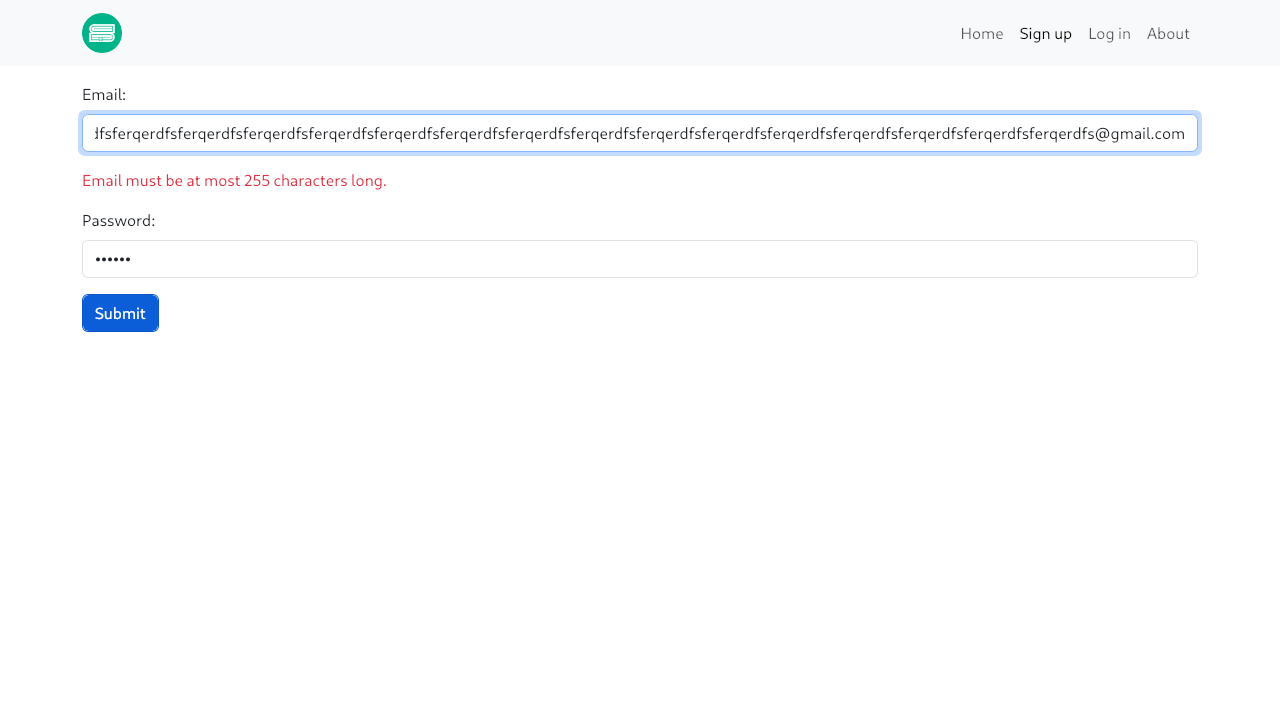 Home Sign up Log in About
Email:
dfsferqerdfsferqerdfsferqerdfsferqerdfsferqerdfsferqerdfsferqerdfsferqerdfsferqerdfsferqerdfsferqerdfsferqerdfsferqerdfsferqerdfsferqerdfs@gmail.com
Email must be at most 255 characters long.
Password:
••••••
Submit